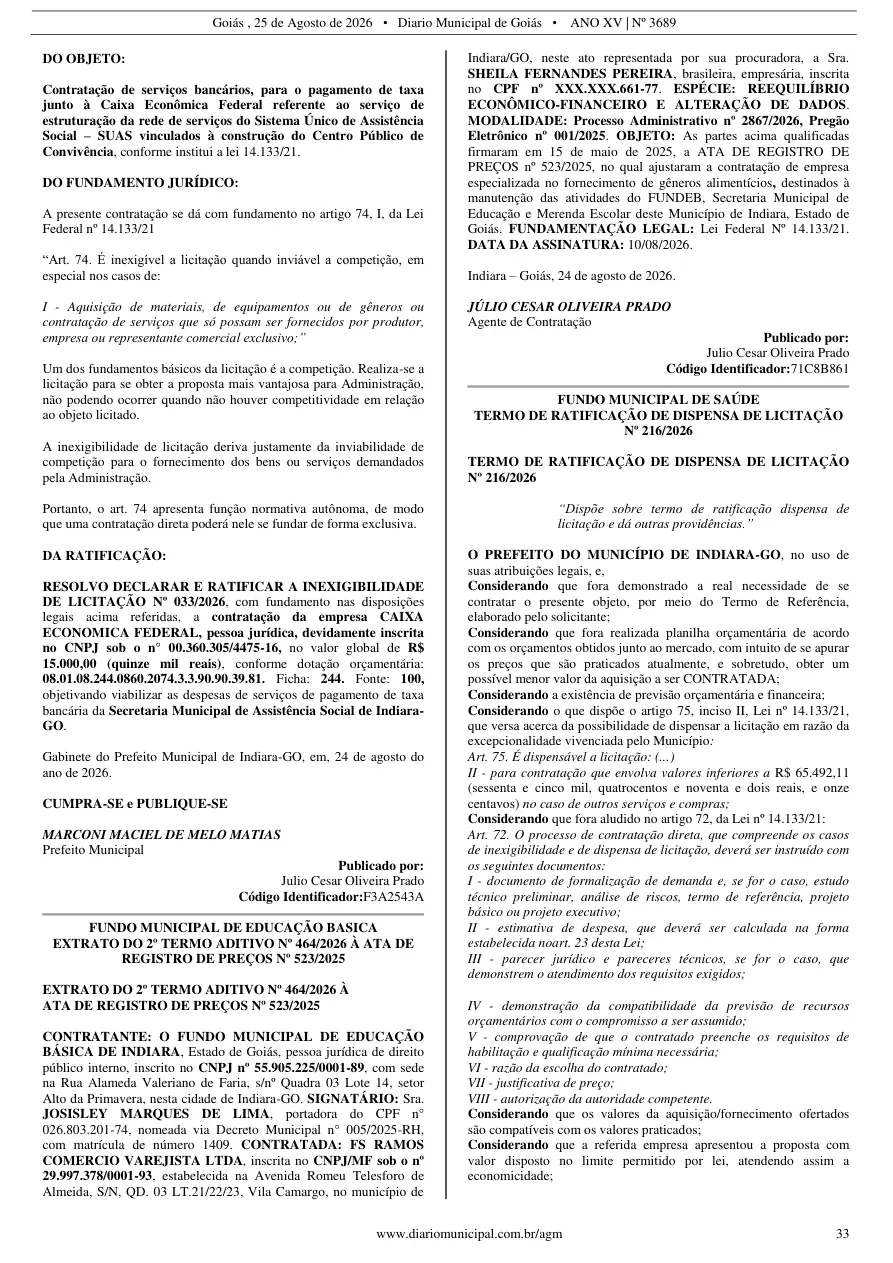 Goiás , 25 de Agosto de 2026 • Diario Municipal de Goiás • ANO XV | Nº 3689
DO OBJETO:
Contratação de serviços bancários, para o pagamento de taxa
junto à Caixa Econômica Federal referente ao serviço de
estruturação da rede de serviços do Sistema Único de Assistência
Social – SUAS vinculados à construção do Centro Público de
Convivência, conforme institui a lei 14.133/21.
DO FUNDAMENTO JURÍDICO:
A presente contratação se dá com fundamento no artigo 74, I, da Lei
Federal nº 14.133/21
“Art. 74. É inexigível a licitação quando inviável a competição, em
especial nos casos de:
I - Aquisição de materiais, de equipamentos ou de gêneros ou
contratação de serviços que só possam ser fornecidos por produtor,
empresa ou representante comercial exclusivo;”
Um dos fundamentos básicos da licitação é a competição. Realiza-se a
licitação para se obter a proposta mais vantajosa para Administração,
não podendo ocorrer quando não houver competitividade em relação
ao objeto licitado.
A inexigibilidade de licitação deriva justamente da inviabilidade de
competição para o fornecimento dos bens ou serviços demandados
pela Administração.
Portanto, o art. 74 apresenta função normativa autônoma, de modo
que uma contratação direta poderá nele se fundar de forma exclusiva.
DA RATIFICAÇÃO:
RESOLVO DECLARAR E RATIFICAR A INEXIGIBILIDADE
DE LICITAÇÃO Nº 033/2026, com fundamento nas disposições
legais acima referidas, a contratação da empresa CAIXA
ECONOMICA FEDERAL, pessoa jurídica, devidamente inscrita
no CNPJ sob o n° 00.360.305/4475-16, no valor global de R$
15.000,00 (quinze mil reais), conforme dotação orçamentária:
08.01.08.244.0860.2074.3.3.90.90.39.81. Ficha: 244. Fonte: 100,
objetivando viabilizar as despesas de serviços de pagamento de taxa
bancária da Secretaria Municipal de Assistência Social de Indiara-
GO.
Gabinete do Prefeito Municipal de Indiara-GO, em, 24 de agosto do
ano de 2026.
CUMPRA-SE e PUBLIQUE-SE
MARCONI MACIEL DE MELO MATIAS
Prefeito Municipal
Publicado por:
Julio Cesar Oliveira Prado
Código Identificador:F3A2543A
FUNDO MUNICIPAL DE EDUCAÇÃO BASICA
EXTRATO DO 2º TERMO ADITIVO Nº 464/2026 À ATA DE
REGISTRO DE PREÇOS Nº 523/2025
EXTRATO DO 2º TERMO ADITIVO Nº 464/2026 À
ATA DE REGISTRO DE PREÇOS Nº 523/2025
CONTRATANTE: O FUNDO MUNICIPAL DE EDUCAÇÃO
BÁSICA DE INDIARA, Estado de Goiás, pessoa jurídica de direito
público interno, inscrito no CNPJ nº 55.905.225/0001-89, com sede
na Rua Alameda Valeriano de Faria, s/nº Quadra 03 Lote 14, setor
Alto da Primavera, nesta cidade de Indiara-GO. SIGNATÁRIO: Sra.
JOSISLEY MARQUES DE LIMA, portadora do CPF n°
026.803.201-74, nomeada via Decreto Municipal n° 005/2025-RH,
com matrícula de número 1409. CONTRATADA: FS RAMOS
COMERCIO VAREJISTA LTDA, inscrita no CNPJ/MF sob o nº
29.997.378/0001-93, estabelecida na Avenida Romeu Telesforo de
Almeida, S/N, QD. 03 LT.21/22/23, Vila Camargo, no município de
Indiara/GO, neste ato representada por sua procuradora, a Sra.
SHEILA FERNANDES PEREIRA, brasileira, empresária, inscrita
no CPF nº XXX.XXX.661-77. ESPÉCIE: REEQUILÍBRIO
ECONÔMICO-FINANCEIRO E ALTERAÇÃO DE DADOS.
MODALIDADE: Processo Administrativo nº 2867/2026, Pregão
Eletrônico nº 001/2025. OBJETO: As partes acima qualificadas
firmaram em 15 de maio de 2025, a ATA DE REGISTRO DE
PREÇOS nº 523/2025, no qual ajustaram a contratação de empresa
especializada no fornecimento de gêneros alimentícios, destinados à
manutenção das atividades do FUNDEB, Secretaria Municipal de
Educação e Merenda Escolar deste Município de Indiara, Estado de
Goiás. FUNDAMENTAÇÃO LEGAL: Lei Federal Nº 14.133/21.
DATA DA ASSINATURA: 10/08/2026.
Indiara – Goiás, 24 de agosto de 2026.
JÚLIO CESAR OLIVEIRA PRADO
Agente de Contratação
Publicado por:
Julio Cesar Oliveira Prado
Código Identificador:71C8B861
FUNDO MUNICIPAL DE SAÚDE
TERMO DE RATIFICAÇÃO DE DISPENSA DE LICITAÇÃO
Nº 216/2026
TERMO DE RATIFICAÇÃO DE DISPENSA DE LICITAÇÃO
Nº 216/2026
“Dispõe sobre termo de ratificação dispensa de
licitação e dá outras providências.”
O PREFEITO DO MUNICÍPIO DE INDIARA-GO, no uso de
suas atribuições legais, e,
Considerando que fora demonstrado a real necessidade de se
contratar o presente objeto, por meio do Termo de Referência,
elaborado pelo solicitante;
Considerando que fora realizada planilha orçamentária de acordo
com os orçamentos obtidos junto ao mercado, com intuito de se apurar
os preços que são praticados atualmente, e sobretudo, obter um
possível menor valor da aquisição a ser CONTRATADA;
Considerando a existência de previsão orçamentária e financeira;
Considerando o que dispõe o artigo 75, inciso II, Lei nº 14.133/21,
que versa acerca da possibilidade de dispensar a licitação em razão da
excepcionalidade vivenciada pelo Município:
Art. 75. É dispensável a licitação: (...)
II - para contratação que envolva valores inferiores a R$ 65.492,11
(sessenta e cinco mil, quatrocentos e noventa e dois reais, e onze
centavos) no caso de outros serviços e compras;
Considerando que fora aludido no artigo 72, da Lei nº 14.133/21:
Art. 72. O processo de contratação direta, que compreende os casos
de inexigibilidade e de dispensa de licitação, deverá ser instruído com
os seguintes documentos:
I - documento de formalização de demanda e, se for o caso, estudo
técnico preliminar, análise de riscos, termo de referência, projeto
básico ou projeto executivo;
II - estimativa de despesa, que deverá ser calculada na forma
estabelecida noart. 23 desta Lei;
III - parecer jurídico e pareceres técnicos, se for o caso, que
demonstrem o atendimento dos requisitos exigidos;
IV - demonstração da compatibilidade da previsão de recursos
orçamentários com o compromisso a ser assumido;
V - comprovação de que o contratado preenche os requisitos de
habilitação e qualificação mínima necessária;
VI - razão da escolha do contratado;
VII - justificativa de preço;
VIII - autorização da autoridade competente.
Considerando que os valores da aquisição/fornecimento ofertados
são compatíveis com os valores praticados;
Considerando que a referida empresa apresentou a proposta com
valor disposto no limite permitido por lei, atendendo assim a
economicidade;
www.diariomunicipal.com.br/agm
33